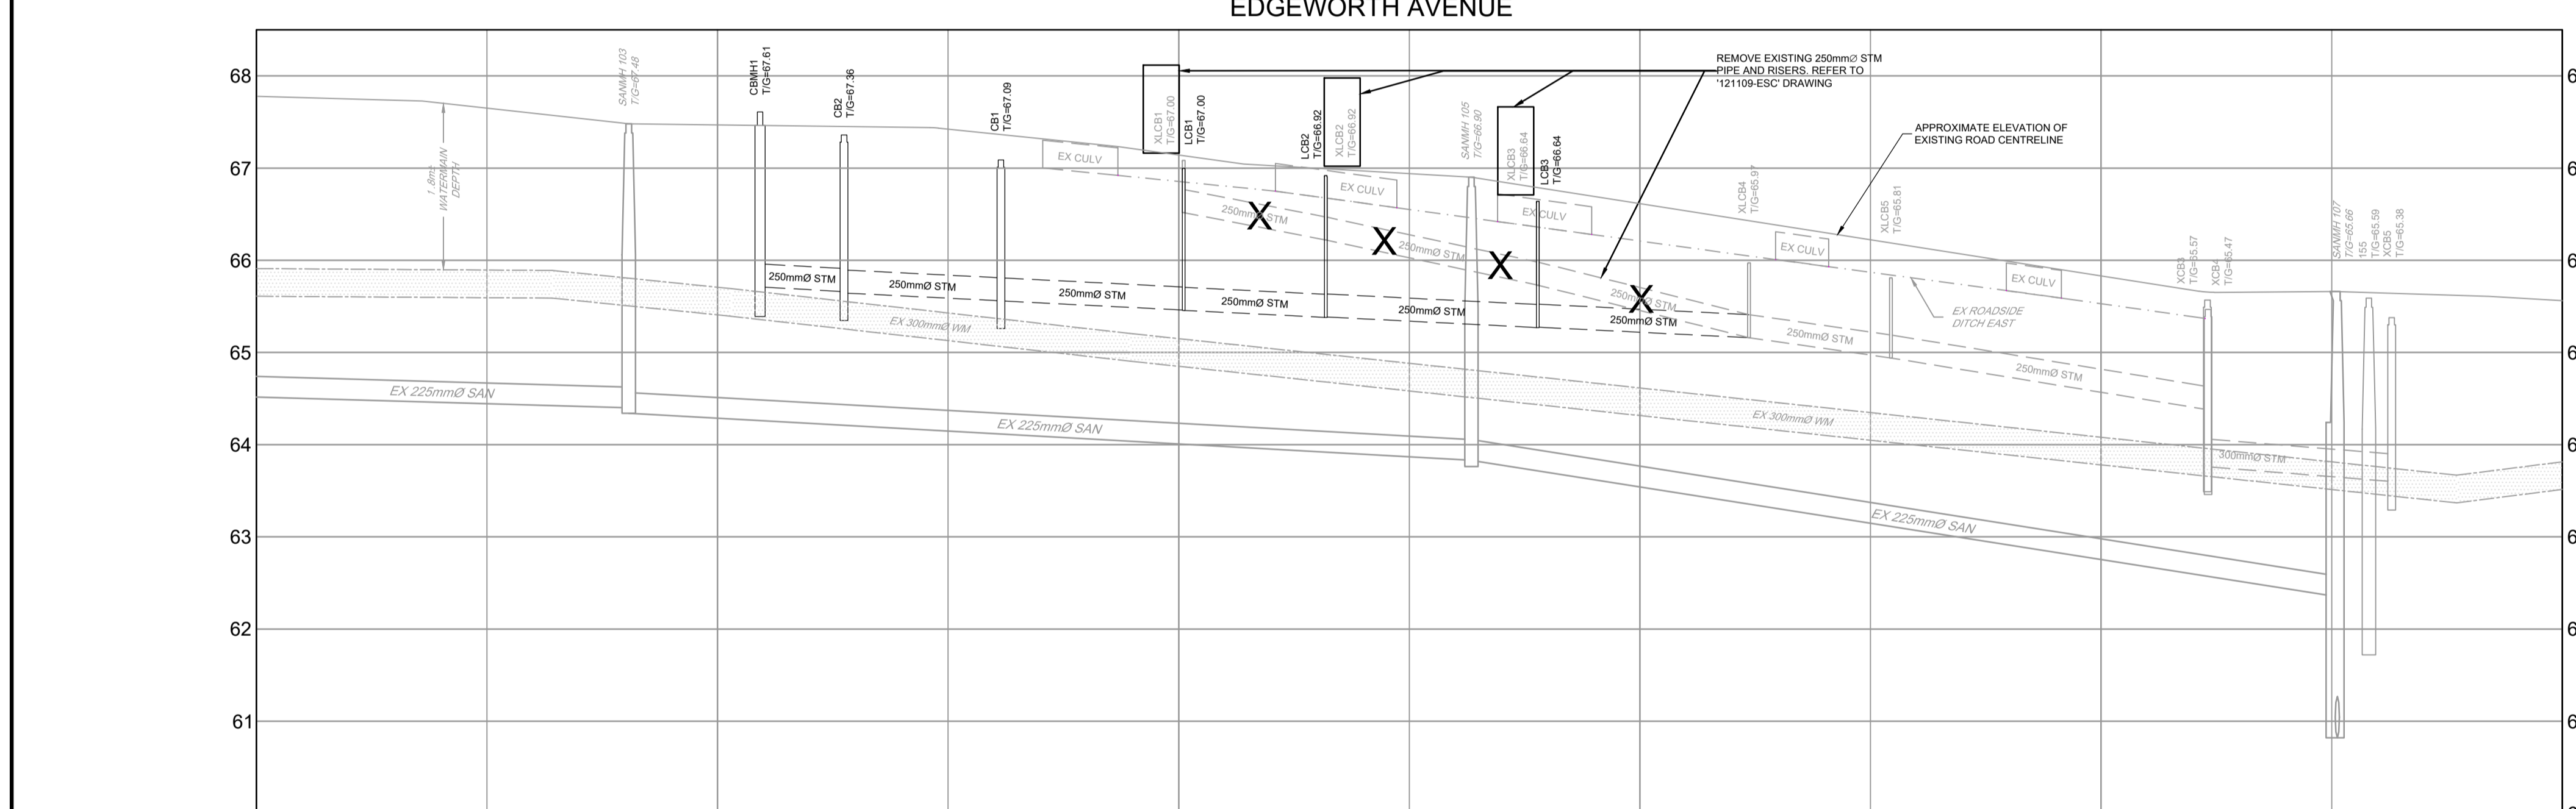 EDGEWORTH AVENUE
68
67
66
65
64
63
62
61
SANMH 103
T/G=67.48
CBMH1
T/G=67.61
CB2
T/G=67.36
CB1
T/G=67.09
XLCB1
T/G=67.00
LCB1
T/G=67.00
LCB2
T/G=66.92
XLCB2
T/G=66.92
SANMH 105
T/G=66.90
XLCB3
T/G=66.64
LCB3
T/G=66.64
REMOVE EXISTING 250mmØ STM
PIPE AND RISERS. REFER TO
'121109-ESC' DRAWING
APPROXIMATE ELEVATION OF
EXISTING ROAD CENTRELINE
XLCB4
T/G=65.97
XLCB5
T/G=65.81
XCB3
T/G=65.57
XCB4
T/G=65.47
SANMH 107
T/G=65.66
155
T/G=65.59
XCB5
T/G=65.38
1.8m±
WATERMAIN
DEPTH
EX CULV
EX CULV
EX CULV
EX CULV
EX CULV
250mmØ STM
250mmØ STM
250mmØ STM
X
X
X
X
250mmØ STM
250mmØ STM
250mmØ STM
250mmØ STM
250mmØ STM
250mmØ STM
250mmØ STM
250mmØ STM
EX ROADSIDE
DITCH EAST
EX 300mmØ WM
EX 300mmØ WM
300mmØ STM
EX 225mmØ SAN
EX 225mmØ SAN
EX 225mmØ SAN